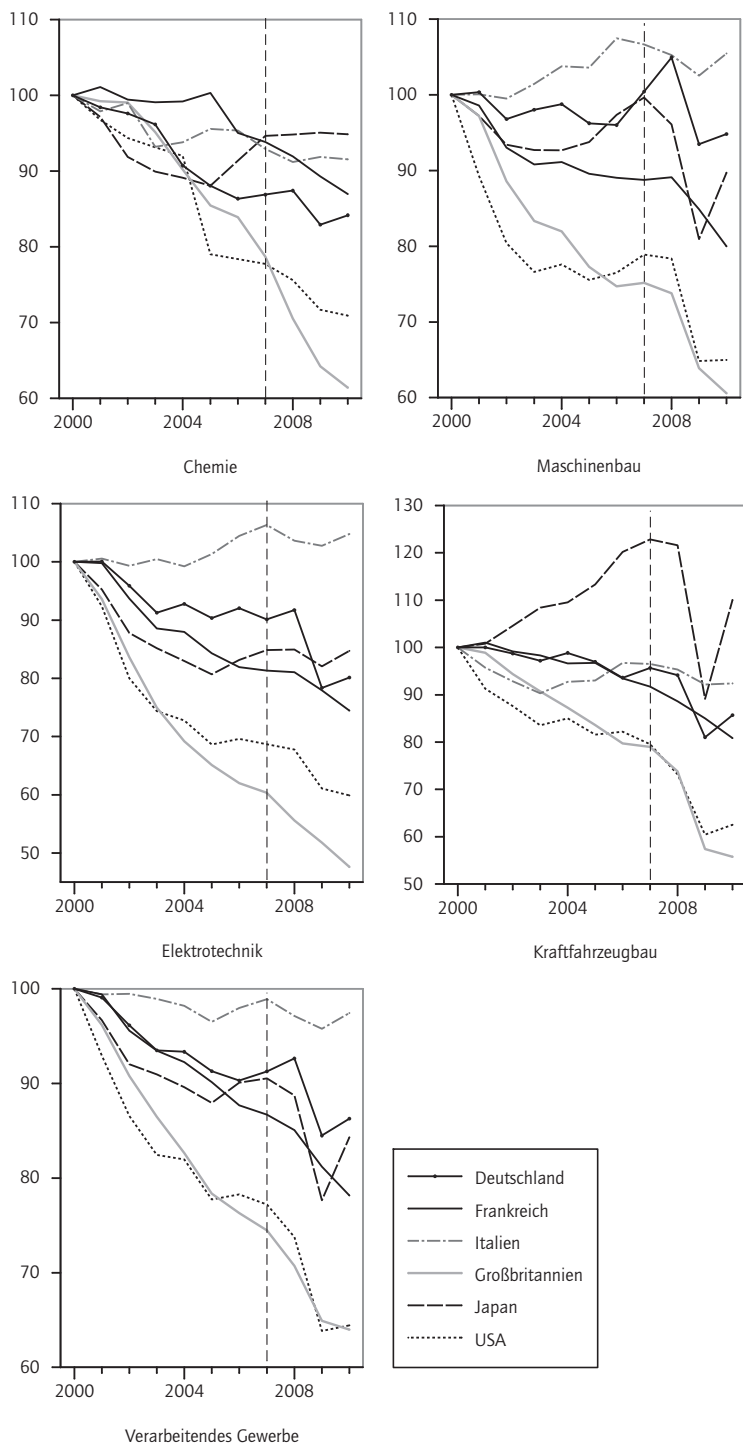 110
100
90
80
70
60
2000 2004 2008
Chemie
110
100
90
80
70
60
2000 2004 2008
Maschinenbau
110
100
90
80
70
60
50
2000 2004 2008
Elektrotechnik
130
120
110
100
90
80
70
60
50
2000 2004 2008
Kraftfahrzeugbau
100
90
80
70
60
2000 2004 2008
Verarbeitendes Gewerbe
Deutschland
Frankreich
Italien
Großbritannien
Japan
USA